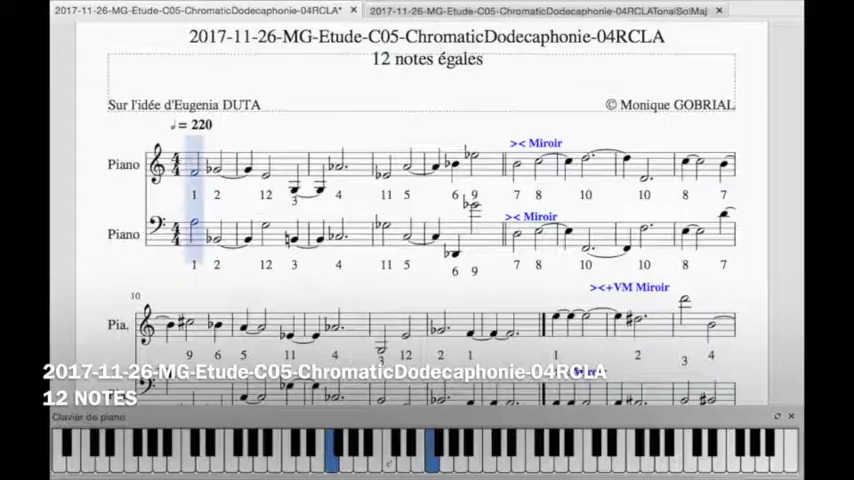 2017-11-26-MG-Etude-C05-ChromaticDodecaphonie-04RCLA* 2017-11-26-MG-Etude-C05-ChromaticDodecaphonie-04RCLATonalSolMaj
2017-11-26-MG-Etude-C05-ChromaticDodecaphonie-04RCLA
12 notes égales
Sur l'idée d'Eugenia DUTA © Monique GOBRIAL
= 220
>< Miroir
Piano
1 2 12 3 4 11 5 6 9 7 8 10 10 8 7
>< Miroir
Piano
1 2 12 3 4 11 5 6 9 7 8 10 10 8 7
><+VM Miroir
10
Pia.
9 6 5 11 4 3 12 2 1 1 2 3 4
2017-11-26-MG-Etude-C05-ChromaticDodecaphonie-04RCLA
12 NOTES
Clavier de piano